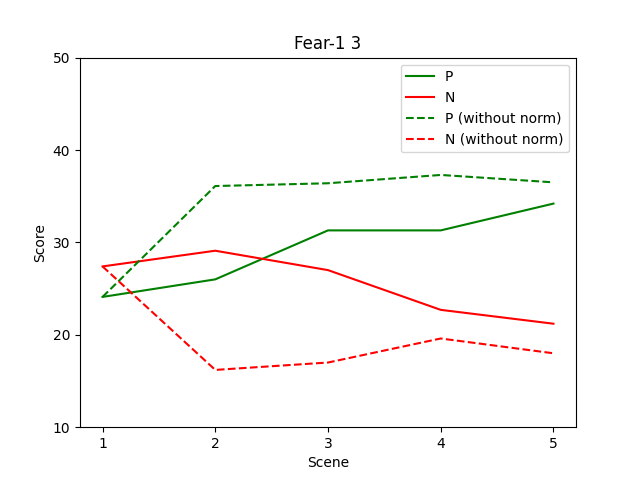 Fear-1 3
50
40
30
20
10
Score
P
N
P (without norm)
N (without norm)
1 2 3 4 5
Scene